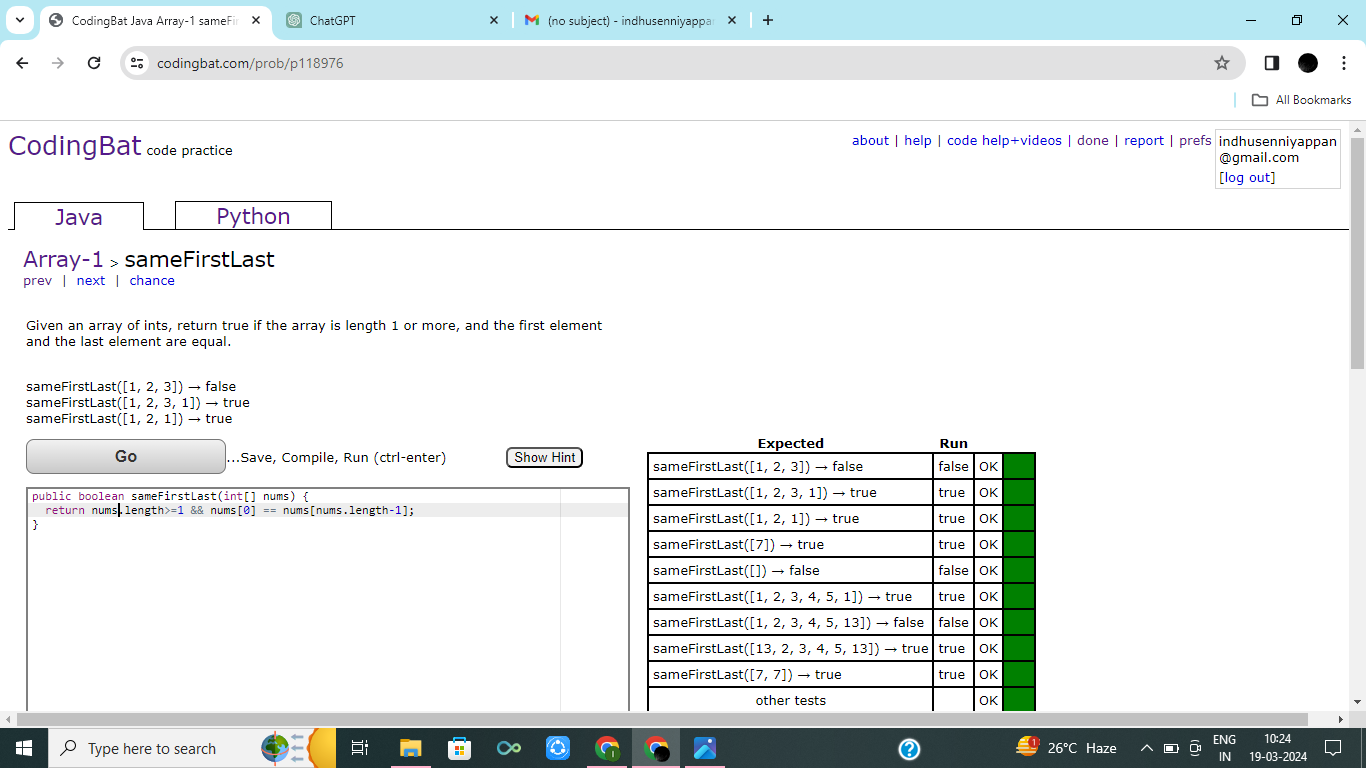 CodingBat Java Array-1 sameFi
ChatGPT
(no subject) - indhusenniyappa
codingbat.com/prob/p118976
All Bookmarks
CodingBat code practice
about | help | code help+videos | done | report | prefs
indhusenniyappan
@gmail.com
[log out]
Java
Python
Array-1 > sameFirstLast
prev | next | chance
Given an array of ints, return true if the array is length 1 or more, and the first element
and the last element are equal.
sameFirstLast([1, 2, 3]) → false
sameFirstLast([1, 2, 3, 1]) → true
sameFirstLast([1, 2, 1]) → true
Go
...Save, Compile, Run (ctrl-enter)
Show Hint
public boolean sameFirstLast(int[] nums) {
return nums.length>=1 && nums[0] == nums[nums.length-1];
}
Expected Run
sameFirstLast([1, 2, 3]) → false false OK
sameFirstLast([1, 2, 3, 1]) → true true OK
sameFirstLast([1, 2, 1]) → true true OK
sameFirstLast([7]) → true true OK
sameFirstLast([]) → false false OK
sameFirstLast([1, 2, 3, 4, 5, 1]) → true true OK
sameFirstLast([1, 2, 3, 4, 5, 13]) → false false OK
sameFirstLast([13, 2, 3, 4, 5, 13]) → true true OK
sameFirstLast([7, 7]) → true true OK
other tests OK
Type here to search
1
26°C Haze
ENG
IN
10:24
19-03-2024